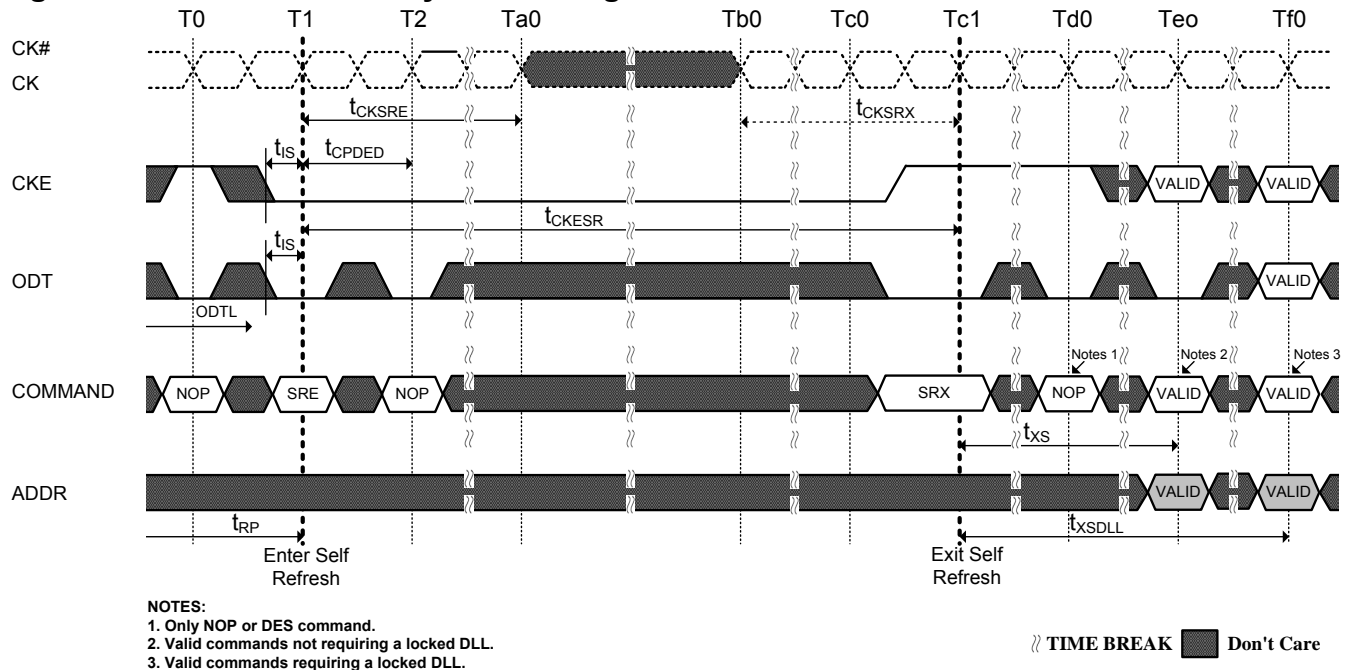 T0 T1 T2 Ta0 Tb0 Tc0 Tc1 Td0 Teo Tf0
CK#
CK
tCKSRE tCKSRX
tIS tCPDED
CKE VALID VALID
tCKESR
tIS
ODT VALID
ODTL
Notes 1 Notes 2 Notes 3
COMMAND NOP SRE NOP SRX NOP VALID VALID
tXS
ADDR VALID VALID
tRP tXSDLL
Enter Self Exit Self
Refresh Refresh
NOTES:
1. Only NOP or DES command.
2. Valid commands not requiring a locked DLL.
3. Valid commands requiring a locked DLL.
TIME BREAK Don't Care